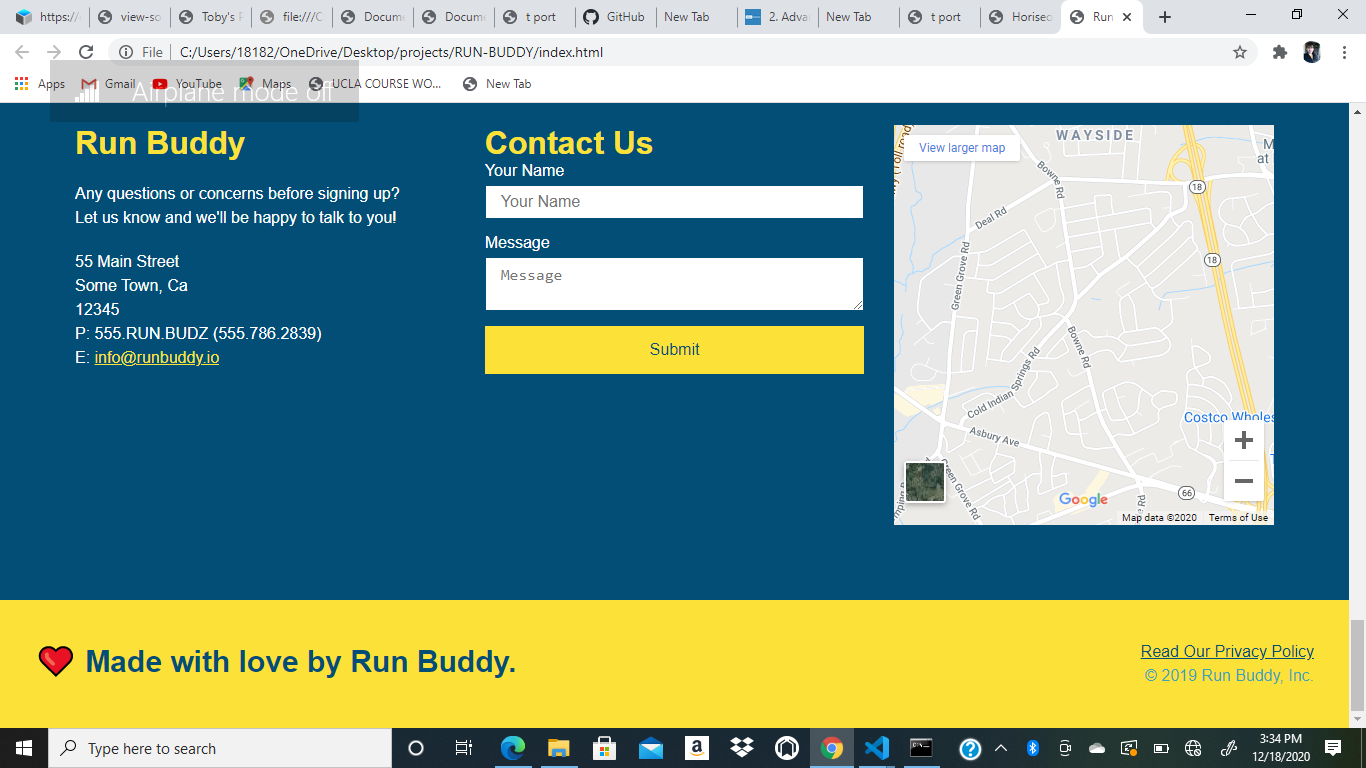 https:/
view-so
Toby's
file:///C
Docume
Docume
t port
GitHub
New Tab
2. Adva
New Tab
t port
Horiseo
Run
File
C:/Users/18182/OneDrive/Desktop/projects/RUN-BUDDY/index.html
Apps
Gmail
YouTube
Maps
UCLA COURSE WO...
New Tab
Airplane mode off
Run Buddy
Any questions or concerns before signing up?
Let us know and we'll be happy to talk to you!
55 Main Street
Some Town, Ca
12345
P: 555.RUN.BUDZ (555.786.2839)
E: info@runbuddy.io
Contact Us
Your Name
Your Name
Message
Message
Submit
View larger map
WAYSIDE
(Toll road)
M
at
Bowne Rd
18
Deal Rd
Green Grove Rd
18
Bowne Rd
Cold Indian Springs Rd
Costco Wholes
Asbury Ave
Green Grove Rd
66
Google
Map data ©2020
Terms of Use
Made with love by Run Buddy.
Read Our Privacy Policy
© 2019 Run Buddy, Inc.
Type here to search
3:34 PM
12/18/2020